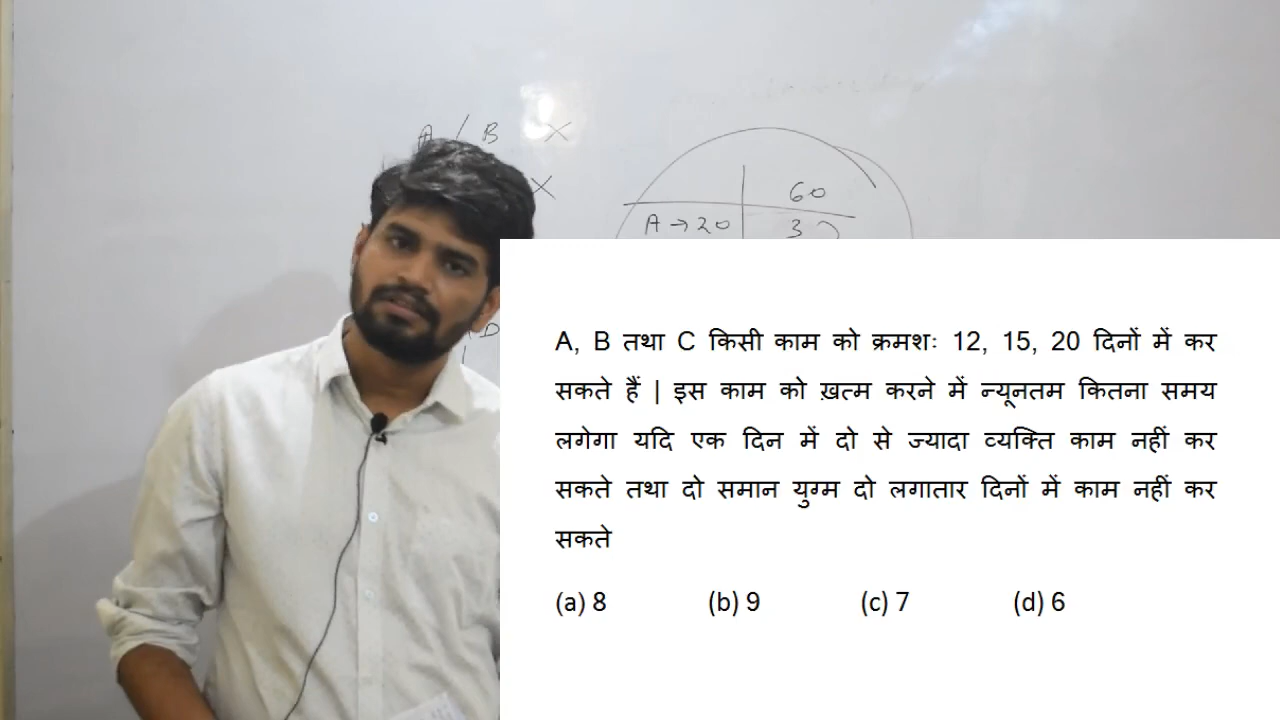 A / B X
X
60
A → 20 3
D
A, B तथा C किसी काम को क्रमशः 12, 15, 20 दिनों में कर
सकते हैं | इस काम को ख़त्म करने में न्यूनतम कितना समय
लगेगा यदि एक दिन में दो से ज्यादा व्यक्ति काम नहीं कर
सकते तथा दो समान युग्म दो लगातार दिनों में काम नहीं कर
सकते
(a) 8 (b) 9 (c) 7 (d) 6